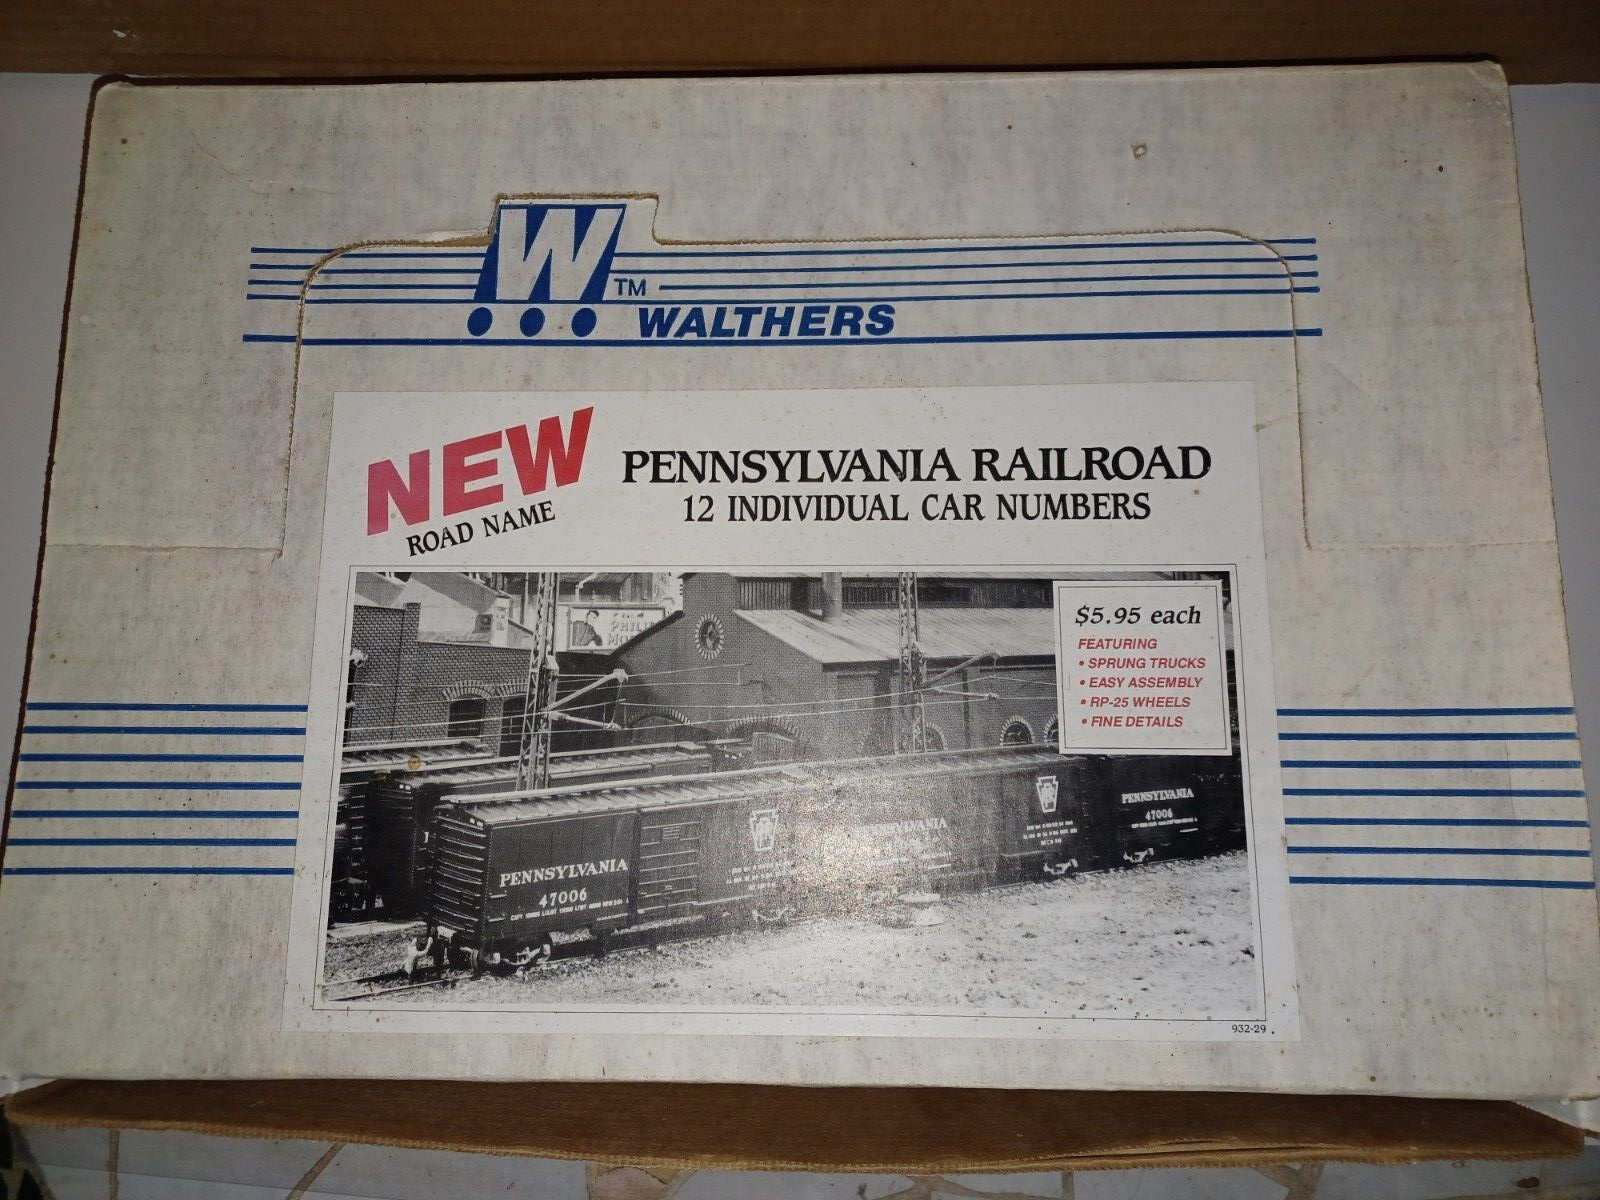 W TM
WALTHERS
NEW
ROAD NAME
PENNSYLVANIA RAILROAD
12 INDIVIDUAL CAR NUMBERS
$5.95 each
FEATURING
• SPRUNG TRUCKS
• EASY ASSEMBLY
• RP-25 WHEELS
• FINE DETAILS
PHILIP
PENNSYLVANIA
47006
PENNSYLVANIA
PENNSYLVANIA
47006
932-29